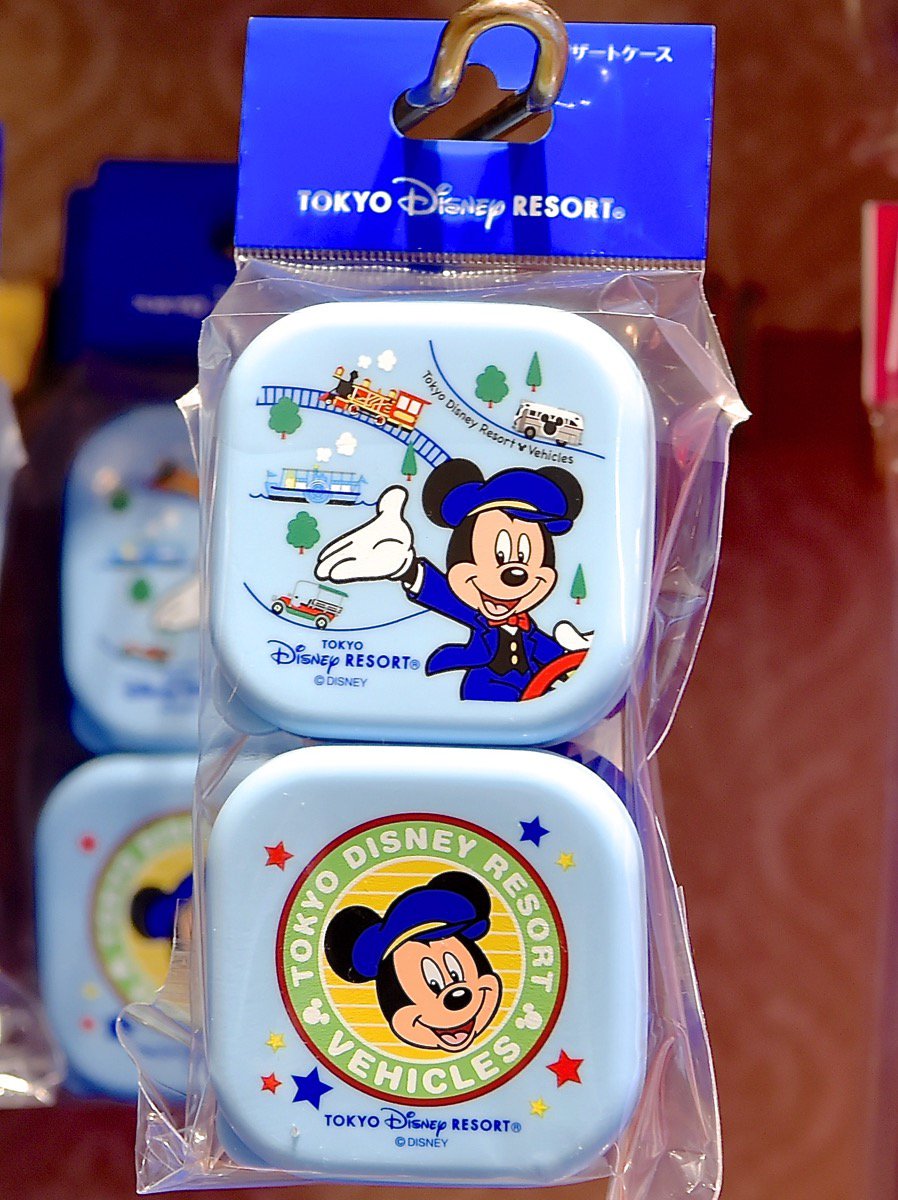 ザートケース
TOKYO Disney RESORT®
Tokyo Disney Resort Vehicles
TOKYO
Disney RESORT®
© DISNEY
TOKYO DISNEY RESORT
VEHICLES
TOKYO Disney RESORT®
© DISNEY